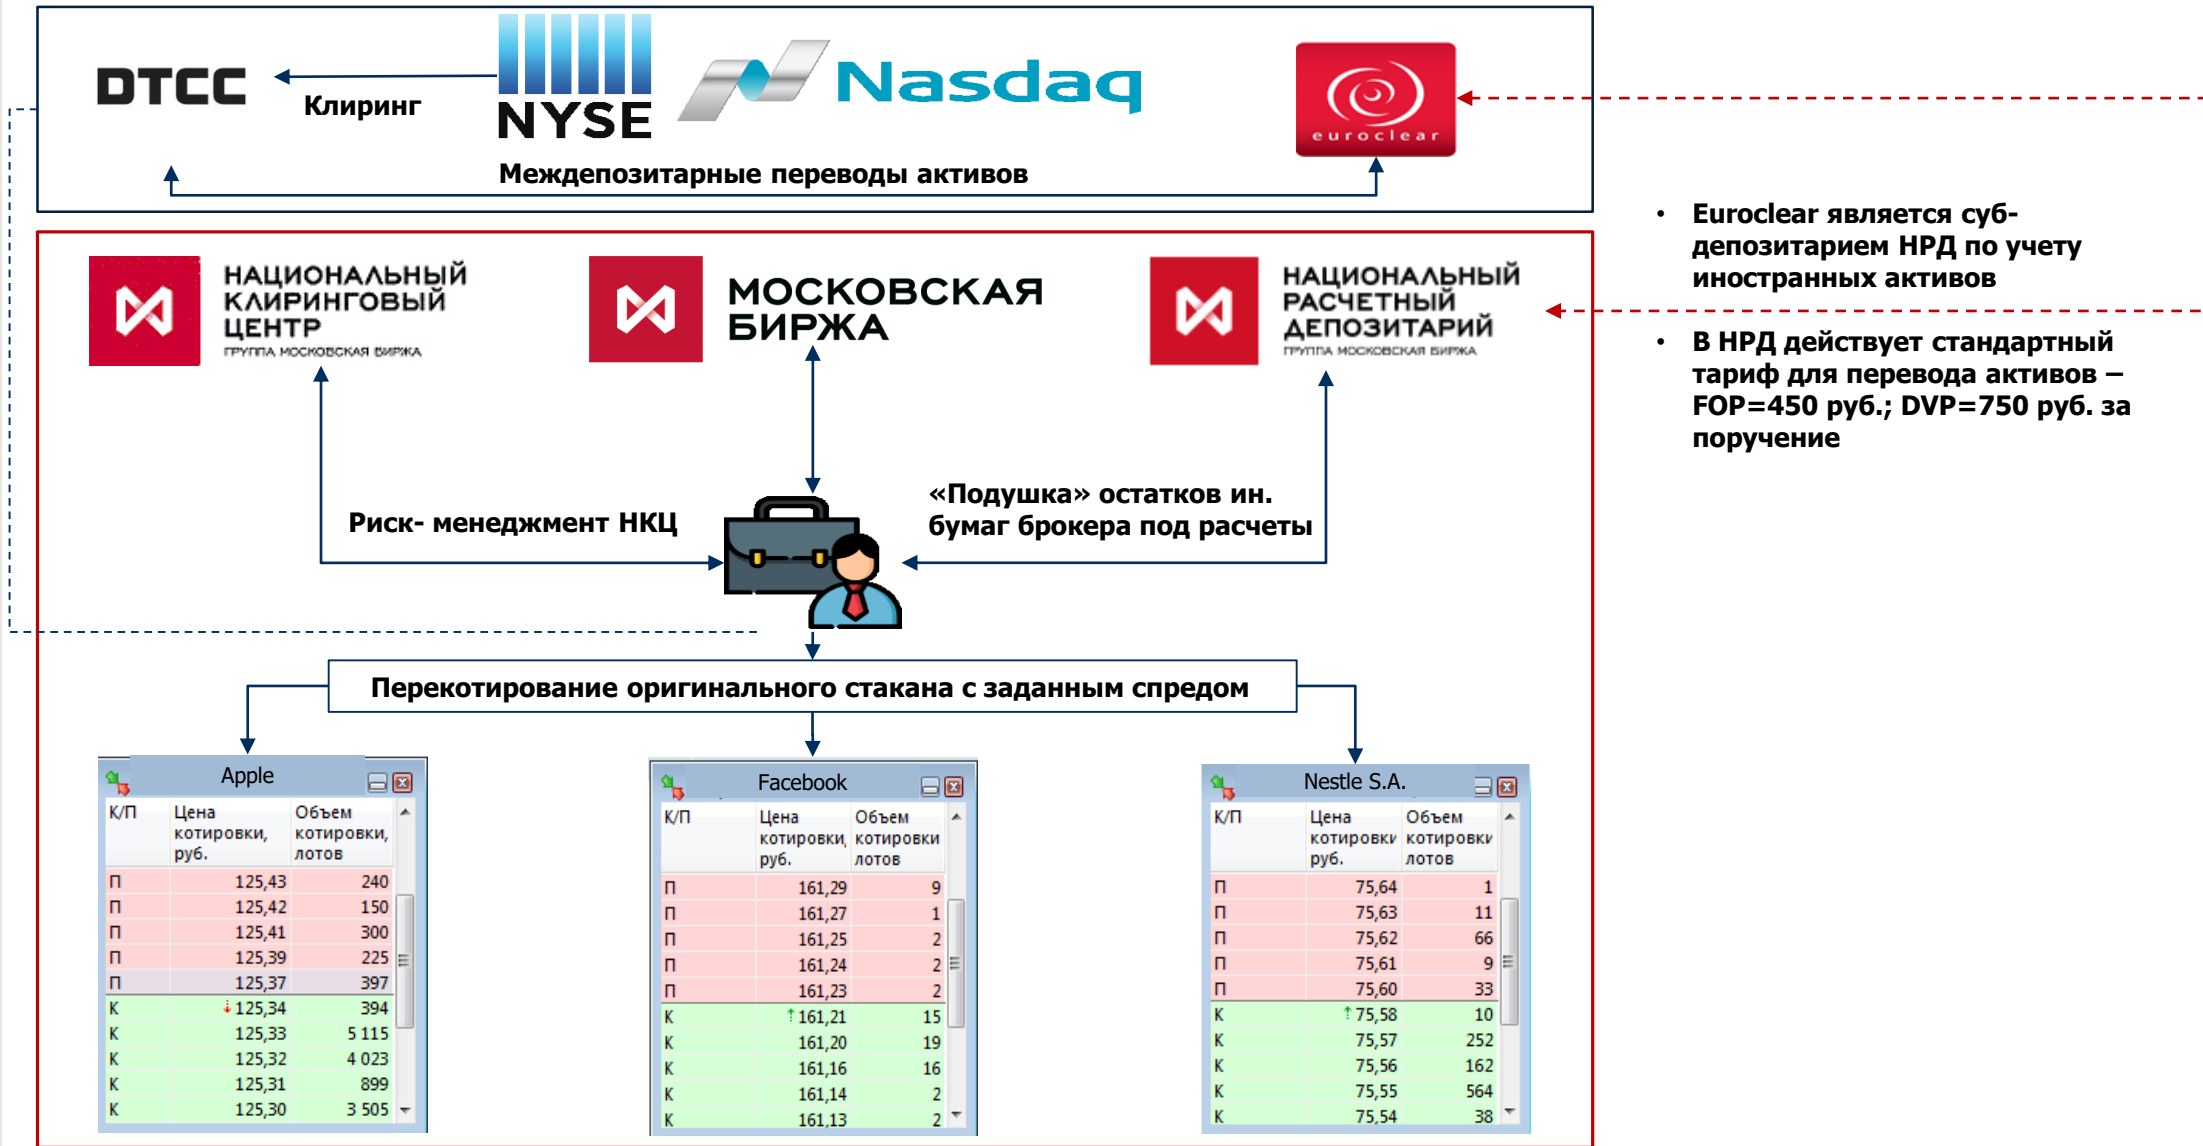 DTCC
Клиринг
NYSE
Nasdaq
euroclear
Междепозитарные переводы активов
НАЦИОНАЛЬНЫЙ
КЛИРИНГОВЫЙ
ЦЕНТР
ГРУППА МОСКОВСКАЯ БИРЖА
МОСКОВСКАЯ
БИРЖА
НАЦИОНАЛЬНЫЙ
РАСЧЕТНЫЙ
ДЕПОЗИТАРИЙ
ГРУППА МОСКОВСКАЯ БИРЖА
• Euroclear является суб-
депозитарием НРД по учету
иностранных активов
• В НРД действует стандартный
тариф для перевода активов –
FOP=450 руб.; DVP=750 руб. за
поручение
Риск- менеджмент НКЦ
«Подушка» остатков ин.
бумаг брокера под расчеты
Перекотирование оригинального стакана с заданным спредом
Apple
К/П Цена Объем
котировки, котировки,
руб. лотов
П 125,43 240
П 125,42 150
П 125,41 300
П 125,39 225
П 125,37 397
К 125,34 394
К 125,33 5 115
К 125,32 4 023
К 125,31 899
К 125,30 3 505
Facebook
К/П Цена Объем
котировки, котировки
руб. лотов
П 161,29 9
П 161,27 1
П 161,25 2
П 161,24 2
П 161,23 2
К 161,21 15
К 161,20 19
К 161,16 16
К 161,14 2
К 161,13 2
Nestle S.A.
К/П Цена Объем
котировки котировки
руб. лотов
П 75,64 1
П 75,63 11
П 75,62 66
П 75,61 9
П 75,60 33
К 75,58 10
К 75,57 252
К 75,56 162
К 75,55 564
К 75,54 38